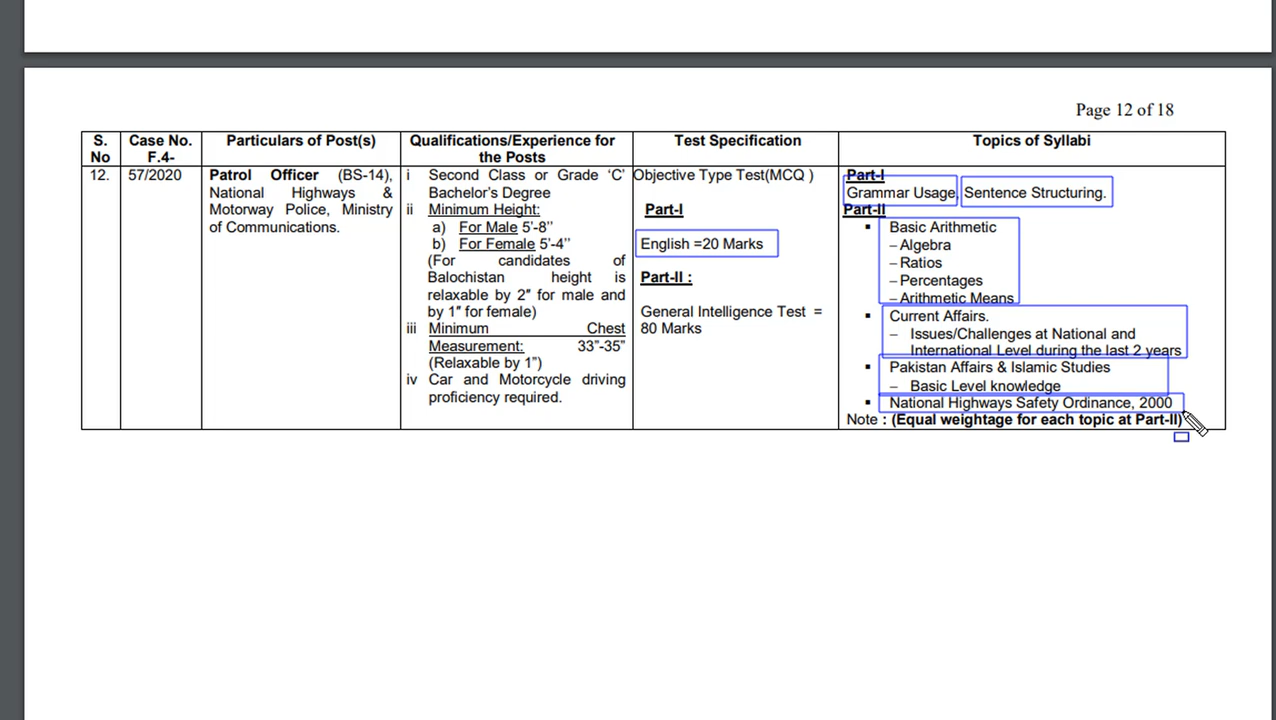 Page 12 of 18
S. No
Case No. F.4-
Particulars of Post(s)
Qualifications/Experience for the Posts
Test Specification
Topics of Syllabi
12.
57/2020
Patrol Officer (BS-14),
National Highways &
Motorway Police, Ministry
of Communications.
i Second Class or Grade ‘C’
Bachelor’s Degree
ii Minimum Height:
a) For Male 5’-8’’
b) For Female 5’-4’’
(For candidates of
Balochistan height is
relaxable by 2″ for male and
by 1″ for female)
iii Minimum Chest
Measurement: 33”-35”
(Relaxable by 1”)
iv Car and Motorcycle driving
proficiency required.
Objective Type Test(MCQ )
Part-I
English =20 Marks
Part-II :
General Intelligence Test =
80 Marks
Part-I
Grammar Usage, Sentence Structuring.
Part-II
▪ Basic Arithmetic
– Algebra
– Ratios
– Percentages
– Arithmetic Means
▪ Current Affairs.
– Issues/Challenges at National and
International Level during the last 2 years
▪ Pakistan Affairs & Islamic Studies
– Basic Level knowledge
▪ National Highways Safety Ordinance, 2000
Note : (Equal weightage for each topic at Part-II)